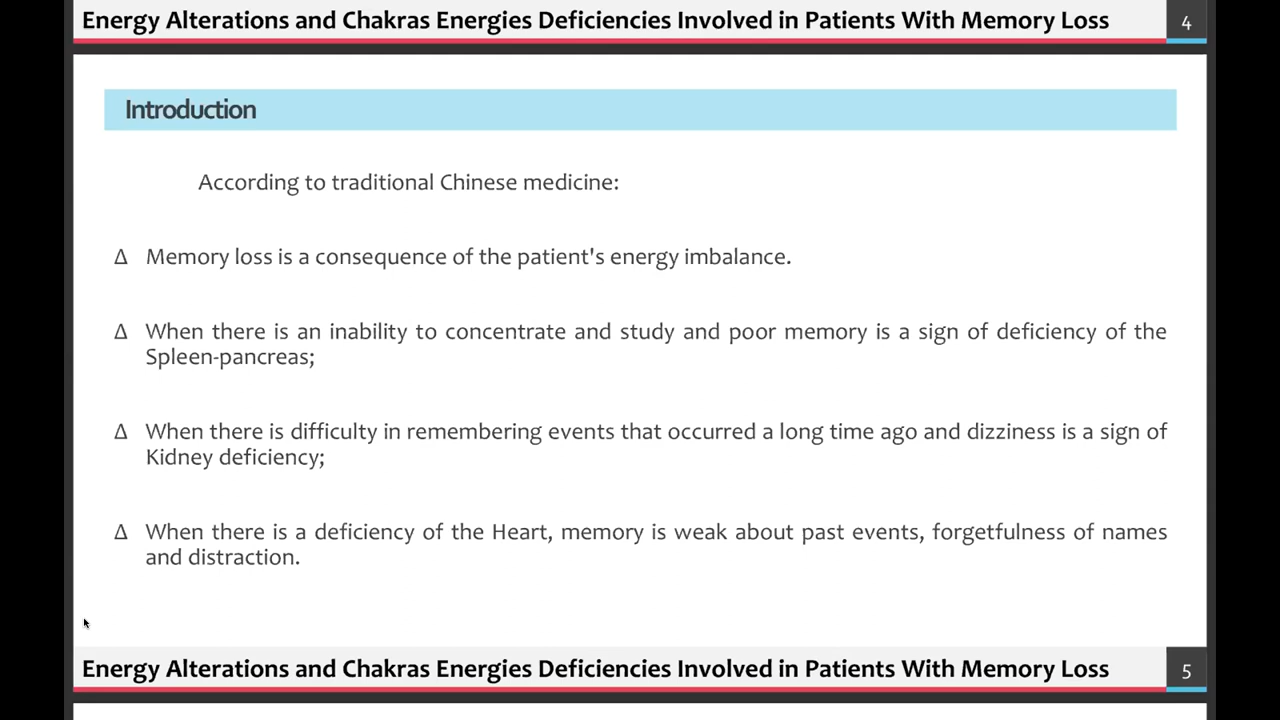 Energy Alterations and Chakras Energies Deficiencies Involved in Patients With Memory Loss 4
Introduction
According to traditional Chinese medicine:
Δ Memory loss is a consequence of the patient's energy imbalance.
Δ When there is an inability to concentrate and study and poor memory is a sign of deficiency of the
Spleen-pancreas;
Δ When there is difficulty in remembering events that occurred a long time ago and dizziness is a sign of
Kidney deficiency;
Δ When there is a deficiency of the Heart, memory is weak about past events, forgetfulness of names
and distraction.
Energy Alterations and Chakras Energies Deficiencies Involved in Patients With Memory Loss 5